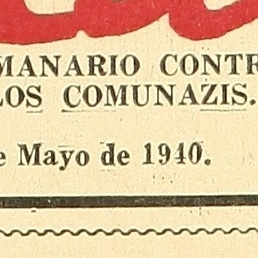 MANARIO CONTR
LOS COMUNAZIS.
e Mayo de 1940.